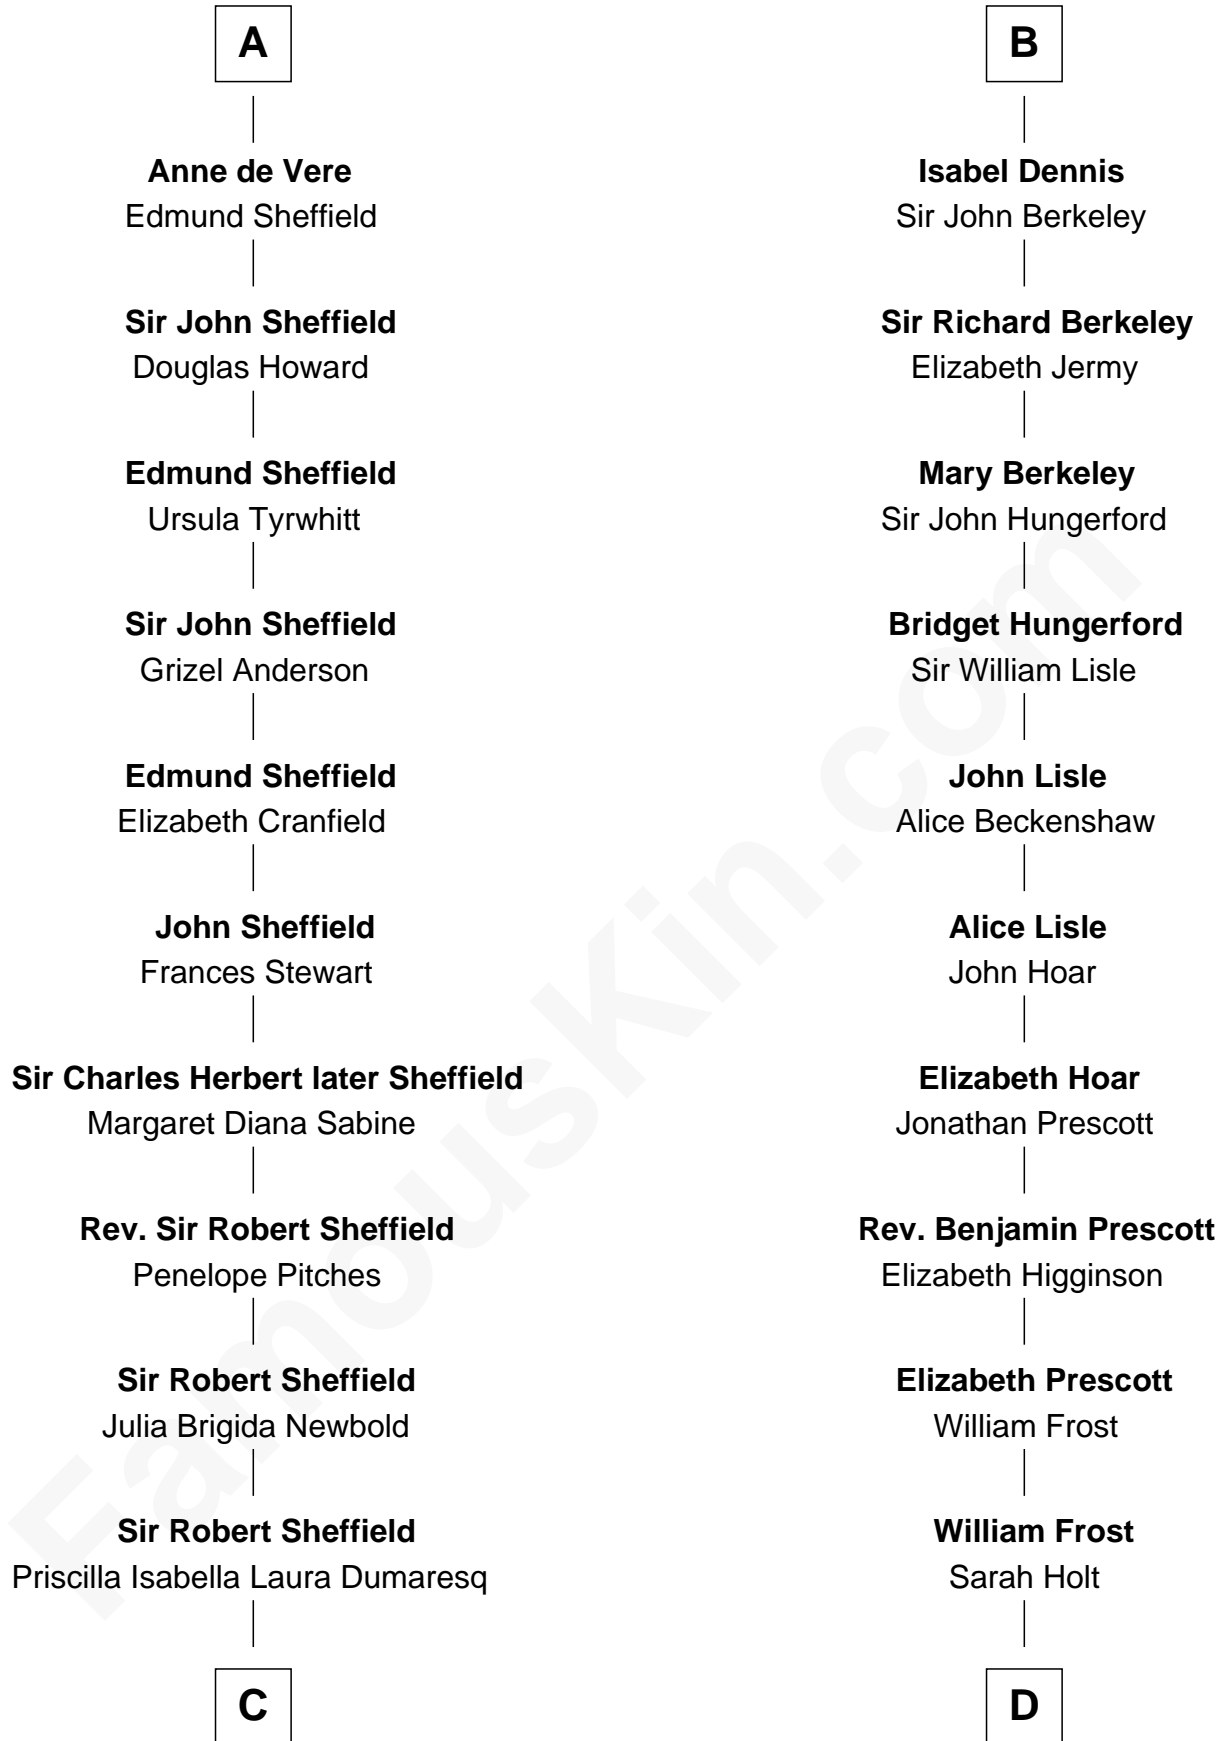 A
Anne de Vere
Edmund Sheffield
Sir John Sheffield
Douglas Howard
Edmund Sheffield
Ursula Tyrwhitt
Sir John Sheffield
Grizel Anderson
Edmund Sheffield
Elizabeth Cranfield
John Sheffield
Frances Stewart
Sir Charles Herbert later Sheffield
Margaret Diana Sabine
Rev. Sir Robert Sheffield
Penelope Pitches
Sir Robert Sheffield
Julia Brigida Newbold
Sir Robert Sheffield
Priscilla Isabella Laura Dumaresq
C
B
Isabel Dennis
Sir John Berkeley
Sir Richard Berkeley
Elizabeth Jermy
Mary Berkeley
Sir John Hungerford
Bridget Hungerford
Sir William Lisle
John Lisle
Alice Beckenshaw
Alice Lisle
John Hoar
Elizabeth Hoar
Jonathan Prescott
Rev. Benjamin Prescott
Elizabeth Higginson
Elizabeth Prescott
William Frost
William Frost
Sarah Holt
D
FamousKin.com